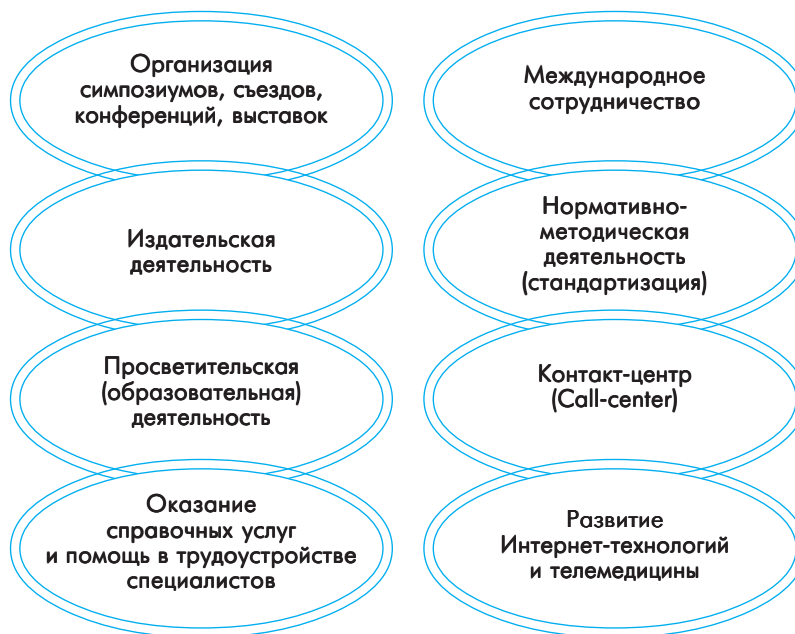 Организация
симпозиумов, съездов,
конференций, выставок
Издательская
деятельность
Просветительская
(образовательная)
деятельность
Оказание
справочных услуг
и помощь в трудоустройстве
специалистов
Международное
сотрудничество
Нормативно-
методическая
деятельность
(стандартизация)
Контакт-центр
(Call-center)
Развитие
Интернет-технологий
и телемедицины